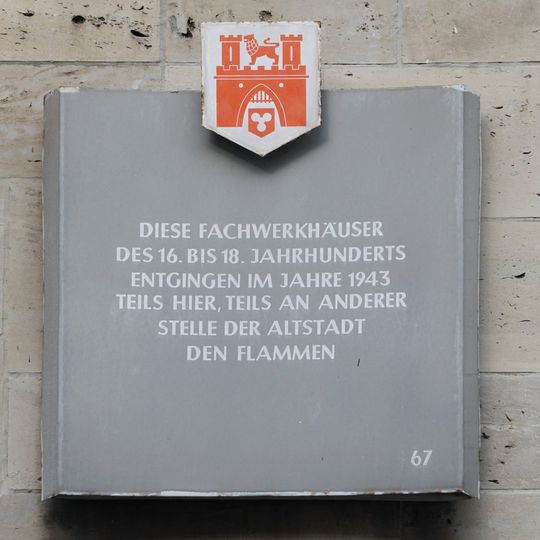 DIESE FACHWERKHÄUSER
DES 16. BIS 18. JAHRHUNDERTS
ENTGINGEN IM JAHRE 1943
TEILS HIER, TEILS AN ANDERER
STELLE DER ALTSTADT
DEN FLAMMEN
67